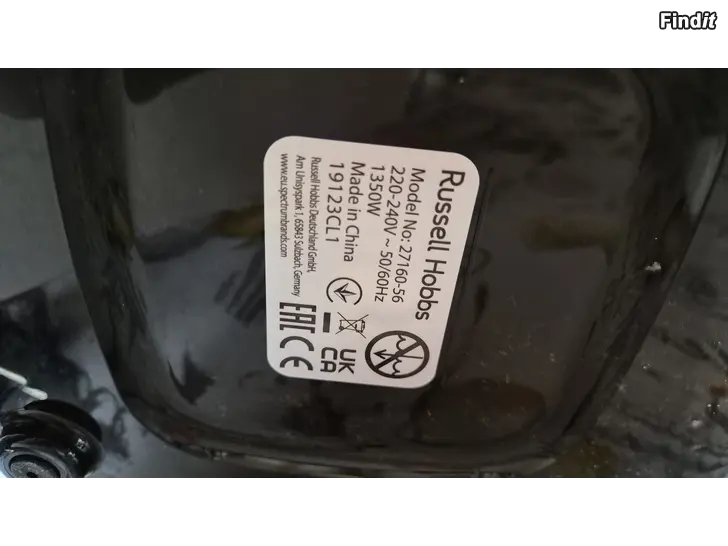 Findit
Russell Hobbs
Model No: 27160-56
220-240V ~ 50/60Hz
1350W
Made in China
19123CL1
Russell Hobbs Deutschland GmbH,
Am Unisyspark 1, 65843 Sulzbach, Germany
www.eu.spectrumbrands.com
UK
CA
EAC CE